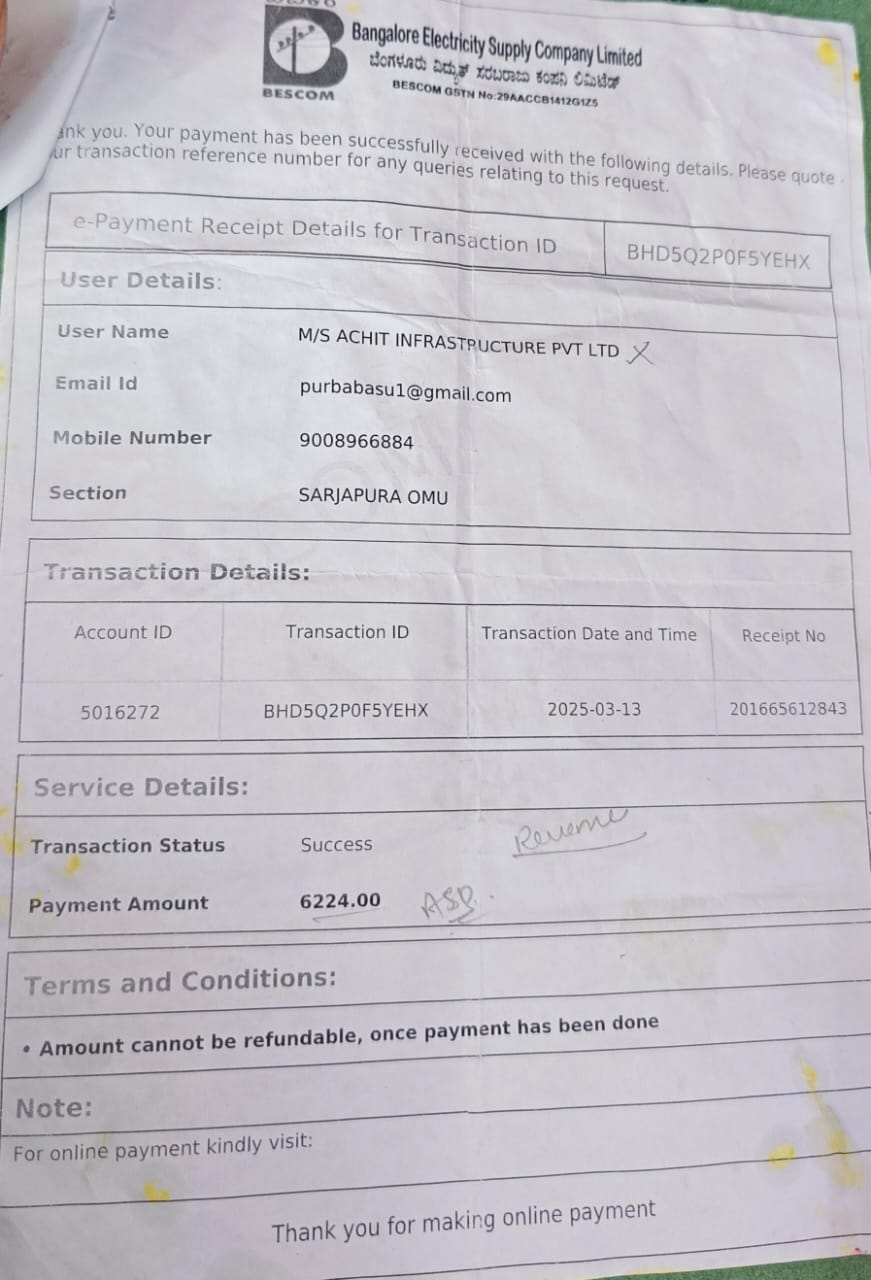 Bangalore Electricity Supply Company Limited
ಬೆಂಗಳೂರು ವಿದ್ಯುತ್ ಸರಬರಾಜು ಕಂಪನಿ ಲಿಮಿಟೆಡ್
BESCOM
BESCOM GSTN No:29AACCB1412G1Z5
ank you. Your payment has been successfully received with the following details. Please quote
ur transaction reference number for any queries relating to this request.
e-Payment Receipt Details for Transaction ID BHD5Q2P0F5YEHX
User Details:
User Name M/S ACHIT INFRASTRUCTURE PVT LTD X
Email Id purbabasu1@gmail.com
Mobile Number 9008966884
Section SARJAPURA OMU
Transaction Details:
Account ID Transaction ID Transaction Date and Time Receipt No
5016272 BHD5Q2P0F5YEHX 2025-03-13 201665612843
Service Details:
Transaction Status Success
Payment Amount 6224.00 ASD.
Terms and Conditions:
• Amount cannot be refundable, once payment has been done
Note:
For online payment kindly visit:
Thank you for making online payment